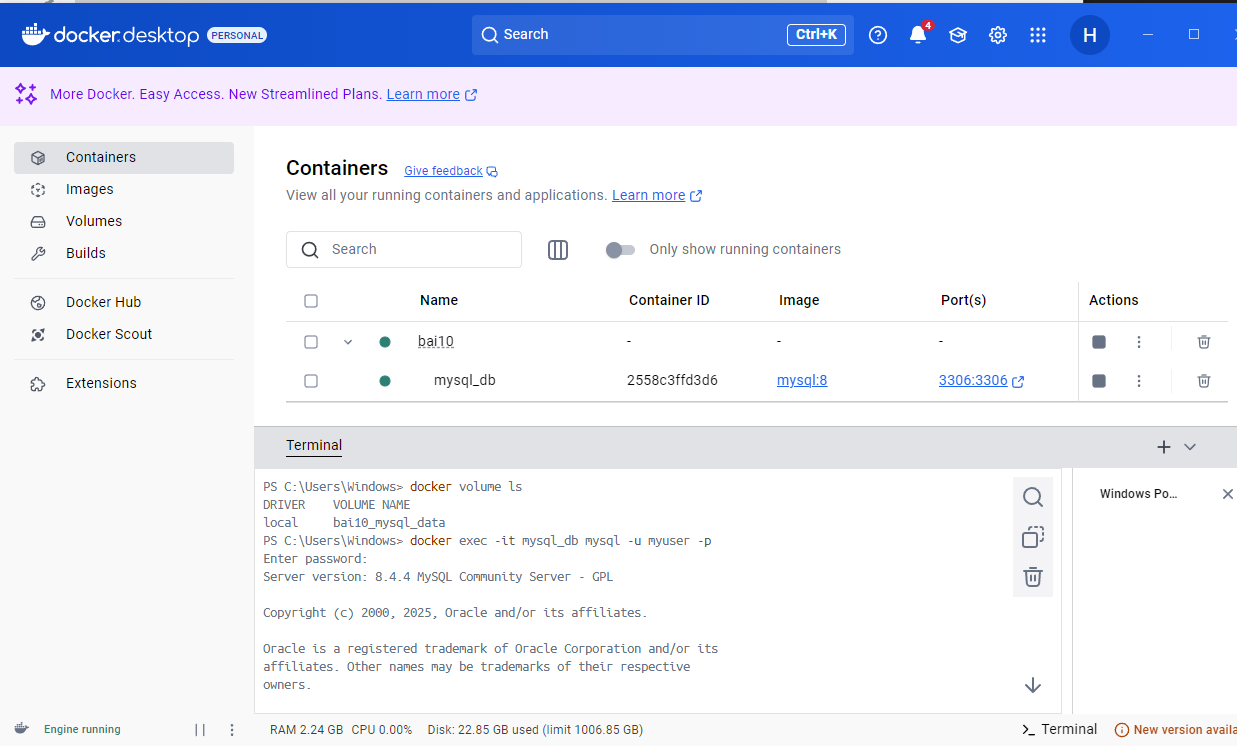 docker.desktop PERSONAL
Search
Ctrl+K
4
H
More Docker. Easy Access. New Streamlined Plans. Learn more
Containers
Images
Volumes
Builds
Docker Hub
Docker Scout
Extensions
Containers Give feedback
View all your running containers and applications. Learn more
Search
Only show running containers
Name Container ID Image Port(s) Actions
bai10 - - -
mysql_db 2558c3ffd3d6 mysql:8 3306:3306
Terminal
PS C:\Users\Windows> docker volume ls
DRIVER VOLUME NAME
local bai10_mysql_data
PS C:\Users\Windows> docker exec -it mysql_db mysql -u myuser -p
Enter password:
Server version: 8.4.4 MySQL Community Server - GPL
Copyright (c) 2000, 2025, Oracle and/or its affiliates.
Oracle is a registered trademark of Oracle Corporation and/or its
affiliates. Other names may be trademarks of their respective
owners.
Windows Po...
Engine running
RAM 2.24 GB CPU 0.00% Disk: 22.85 GB used (limit 1006.85 GB)
Terminal
New version availa